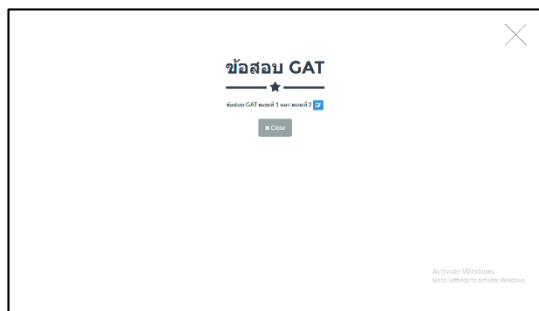 ข้อสอบ GAT
ข้อสอบ GAT ตอนที่ 1 และ ตอนที่ 2
Close
Activate Windows
Go to Settings to activate Windows.